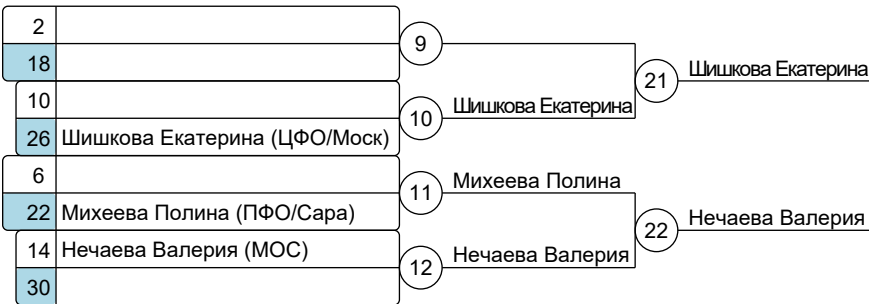 2
18
9
10
26 Шишкова Екатерина (ЦФО/Моск)
10
Шишкова Екатерина
21
Шишкова Екатерина
6
22 Михеева Полина (ПФО/Сара)
11
Михеева Полина
14 Нечаева Валерия (МОС)
30
12
Нечаева Валерия
22
Нечаева Валерия